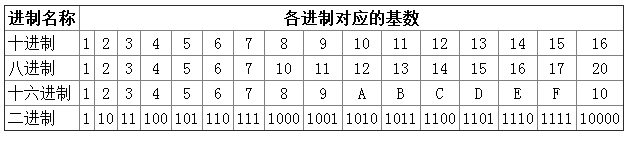 进制名称 各进制对应的基数
十进制 1 2 3 4 5 6 7 8 9 10 11 12 13 14 15 16
八进制 1 2 3 4 5 6 7 10 11 12 13 14 15 16 17 20
十六进制 1 2 3 4 5 6 7 8 9 A B C D E F 10
二进制 1 10 11 100 101 110 111 1000 1001 1010 1011 1100 1101 1110 1111 10000